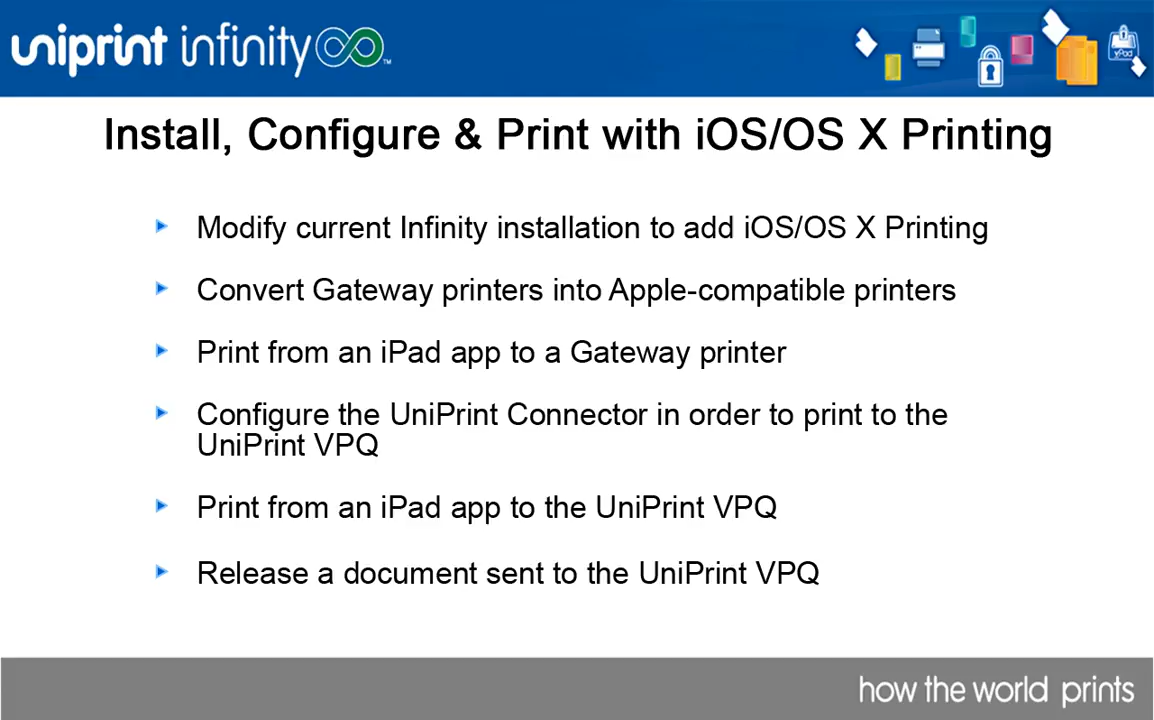 uniprint infinity™
yPad
Install, Configure & Print with iOS/OS X Printing
Modify current Infinity installation to add iOS/OS X Printing
Convert Gateway printers into Apple-compatible printers
Print from an iPad app to a Gateway printer
Configure the UniPrint Connector in order to print to the
UniPrint VPQ
Print from an iPad app to the UniPrint VPQ
Release a document sent to the UniPrint VPQ
how the world prints